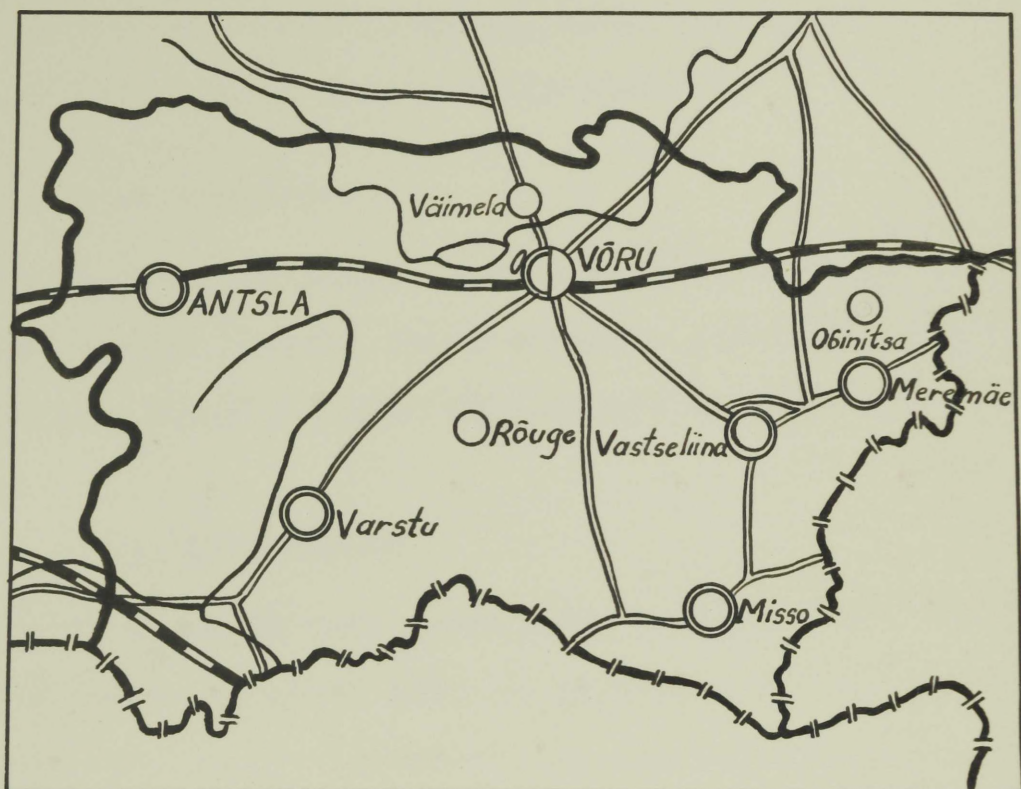 Väimela
VÕRU
ANTSLA
Obinitsa
Meremäe
Rõuge
Vastseliina
Varstu
Misso